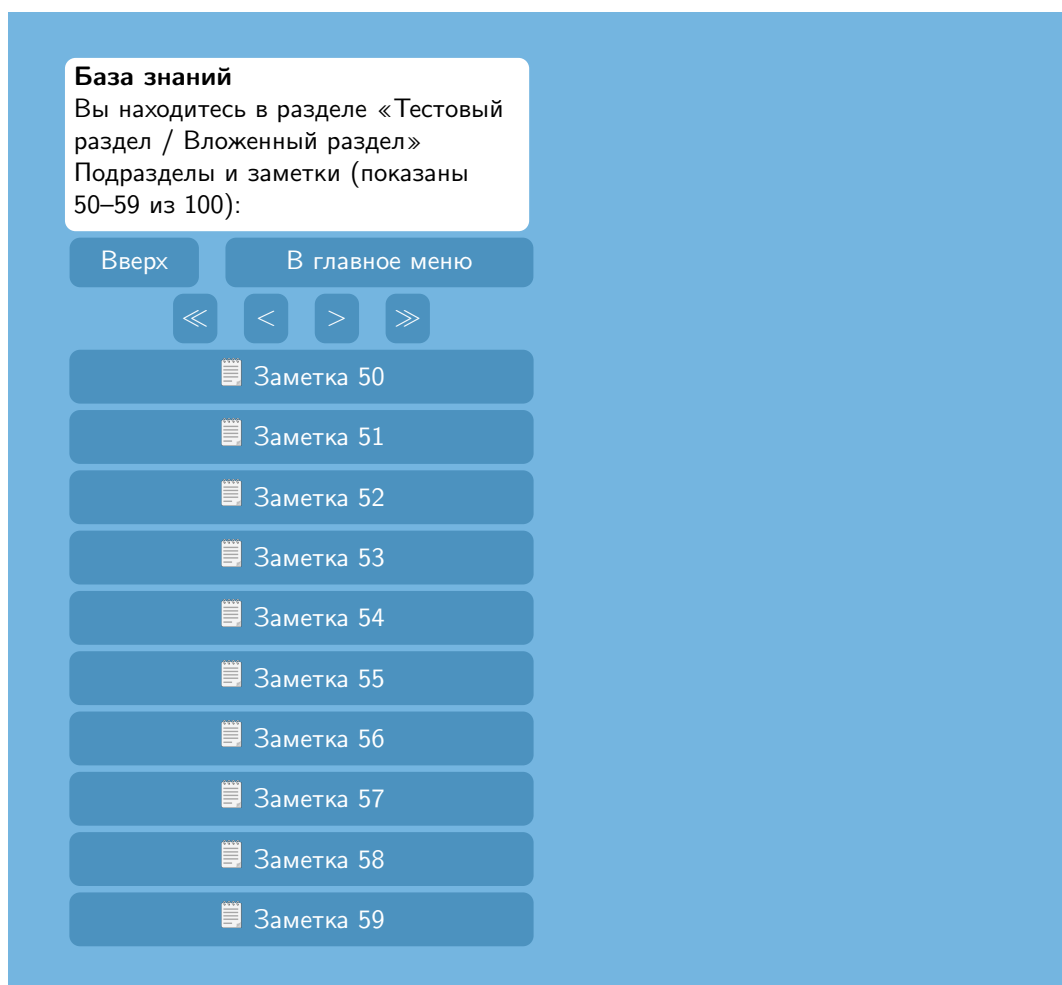 База знаний
Вы находитесь в разделе «Тестовый
раздел / Вложенный раздел»
Подразделы и заметки (показаны
50–59 из 100):
Вверх В главное меню
≪ < > ≫
Заметка 50
Заметка 51
Заметка 52
Заметка 53
Заметка 54
Заметка 55
Заметка 56
Заметка 57
Заметка 58
Заметка 59